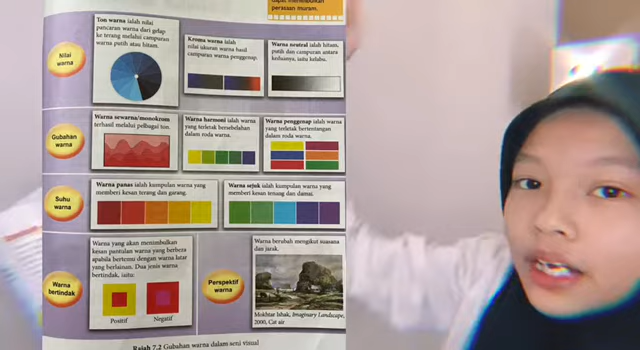 perasaan muram.
Nilai
warna
Ton warna ialah nilai
pancaran warna dari gelap
ke terang melalui campuran
warna putih atau hitam.
Kroma warna ialah
nilai ukuran warna hasil
campuran warna penggenap.
Warna neutral ialah hitam,
putih dan campuran antara
keduanya, iaitu kelabu.
Gubahan
warna
Warna sewarna/monokrom
terhasil melalui pelbagai ton.
Warna harmoni ialah warna
yang terletak bersebelahan
dalam roda warna.
Warna penggenap ialah warna
yang terletak bertentangan
dalam roda warna.
Suhu
warna
Warna panas ialah kumpulan warna yang
memberi kesan terang dan garang.
Warna sejuk ialah kumpulan warna yang
memberi kesan tenang dan damai.
Warna
bertindak
Warna yang akan menimbulkan
kesan pantulan warna yang berbeza
apabila bertemu dengan warna latar
yang berlainan. Dua jenis warna
bertindak, iaitu:
Positif
Negatif
Perspektif
warna
Warna berubah mengikut suasana
dan jarak.
Mokhtar Ishak, Imaginary Landscape,
2000, Cat air
Rajah 7.2 Gubahan warna dalam seni visual